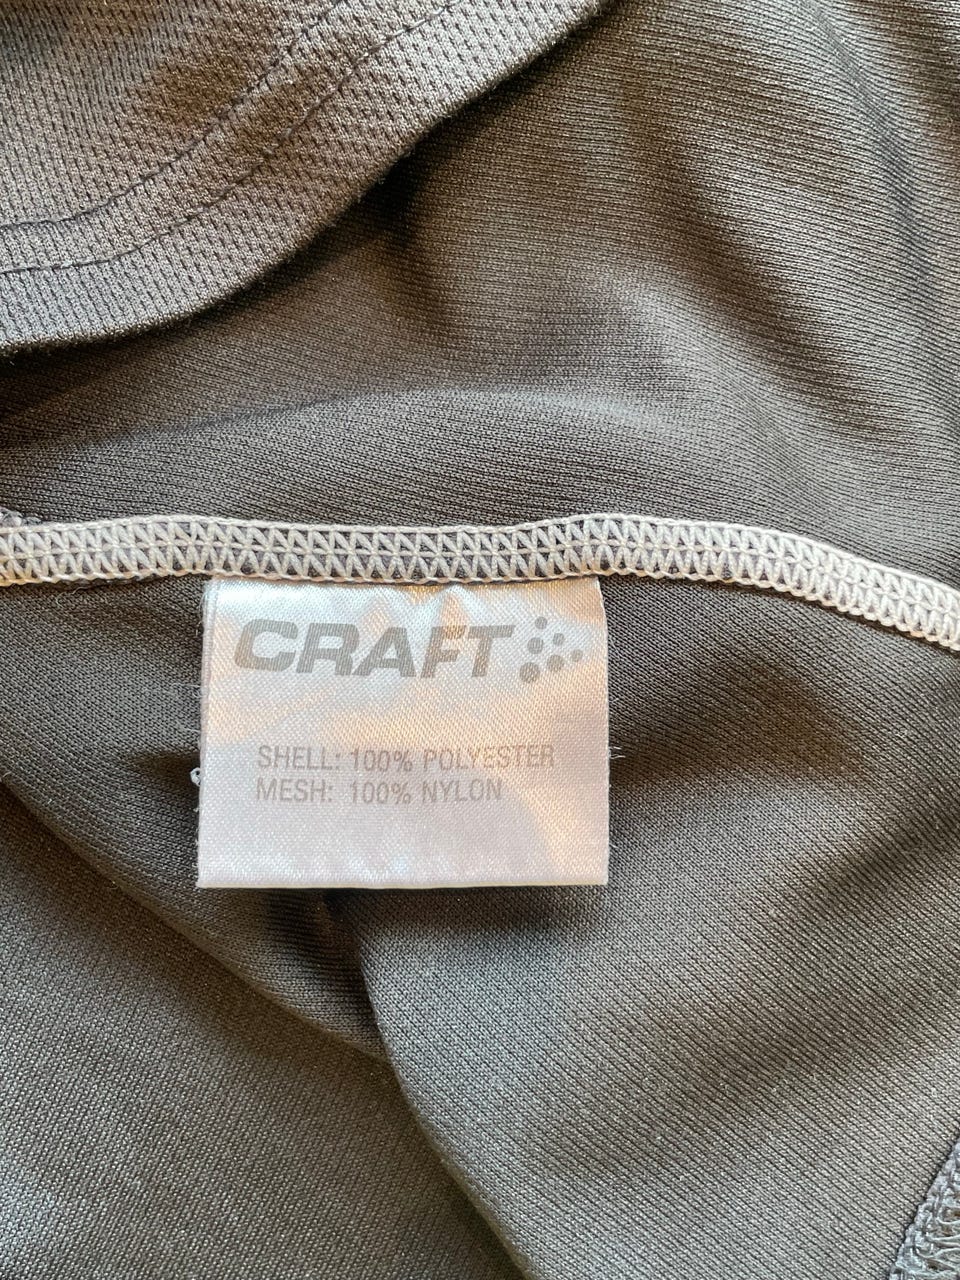 CRAFT
SHELL: 100% POLYESTER
MESH: 100% NYLON